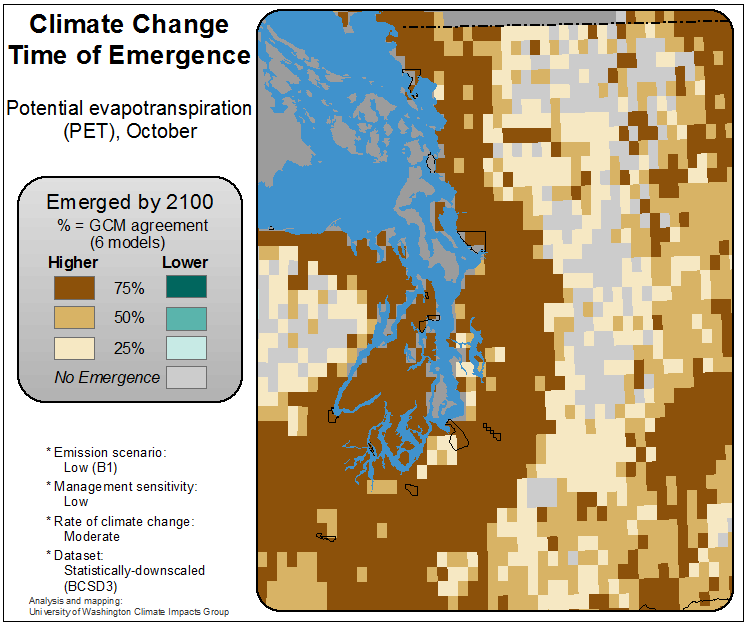 Climate Change
Time of Emergence
Potential evapotranspiration
(PET), October
Emerged by 2100
% = GCM agreement
(6 models)
Higher Lower
75%
50%
25%
No Emergence
* Emission scenario:
Low (B1)
* Management sensitivity:
Low
* Rate of climate change:
Moderate
* Dataset:
Statistically-downscaled
(BCSD3)
Analysis and mapping:
University of Washington Climate Impacts Group